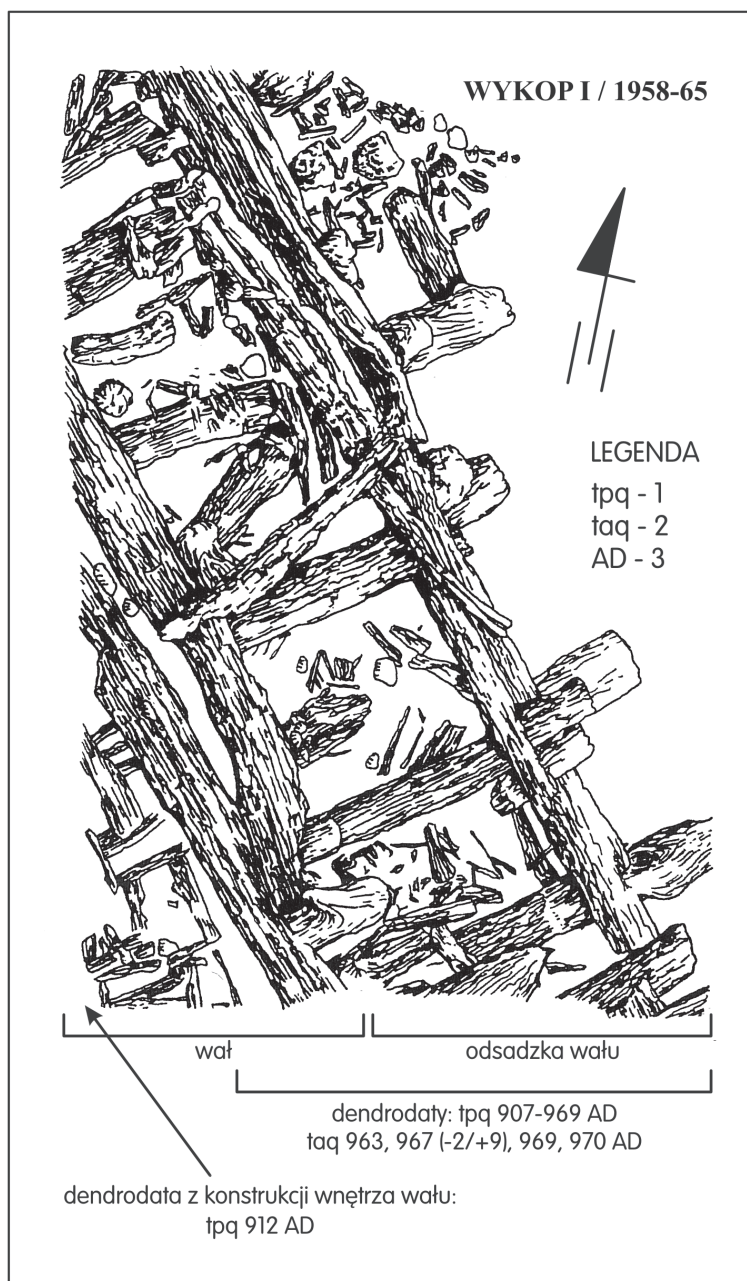 WYKOP I / 1958-65
LEGENDA
tpq - 1
taq - 2
AD - 3
wał
odsadzka wału
dendrodaty: tpq 907-969 AD
taq 963, 967 (-2/+9), 969, 970 AD
dendrodata z konstrukcji wnętrza wału:
tpq 912 AD